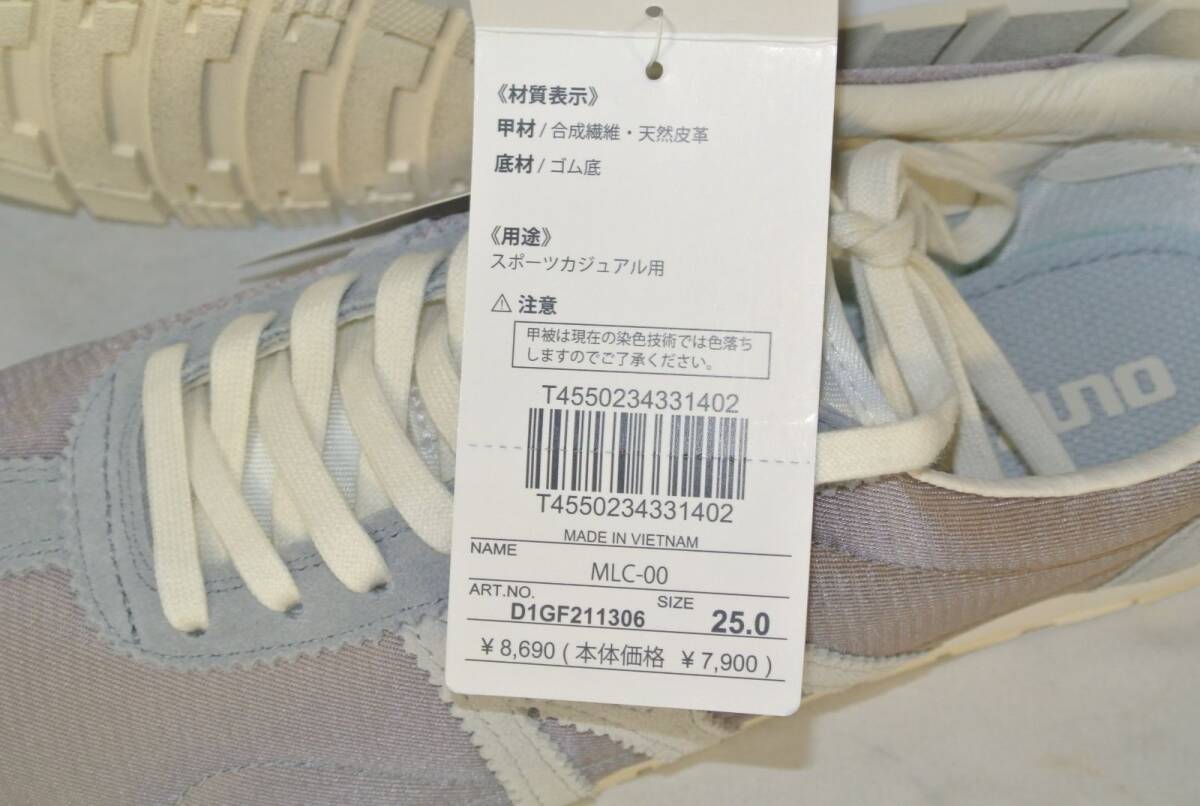 《材質表示》
甲材 / 合成繊維・天然皮革
底材 / ゴム底
《用途》
スポーツカジュアル用
⚠ 注意
甲被は現在の染色技術では色落ち
しますのでご了承ください。
T4550234331402
T4550234331402
MADE IN VIETNAM
NAME
MLC-00
ART.NO.
D1GF211306
SIZE
25.0
¥8,690 ( 本体価格 ¥7,900 )